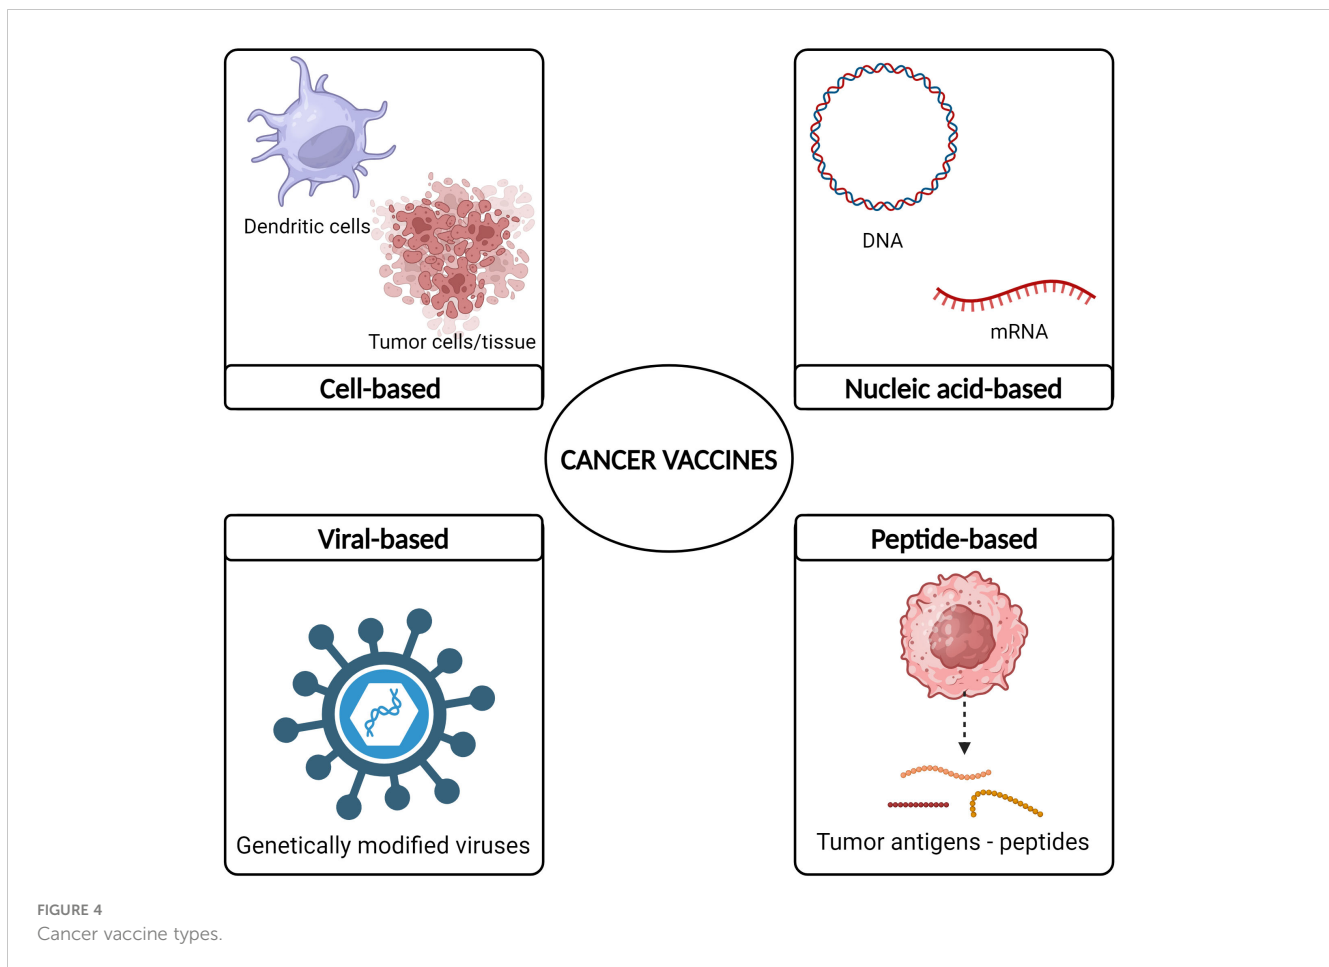 Dendritic cells
Tumor cells/tissue
Cell-based
DNA
mRNA
Nucleic acid-based
CANCER VACCINES
Viral-based
Genetically modified viruses
Peptide-based
Tumor antigens - peptides
FIGURE 4
Cancer vaccine types.